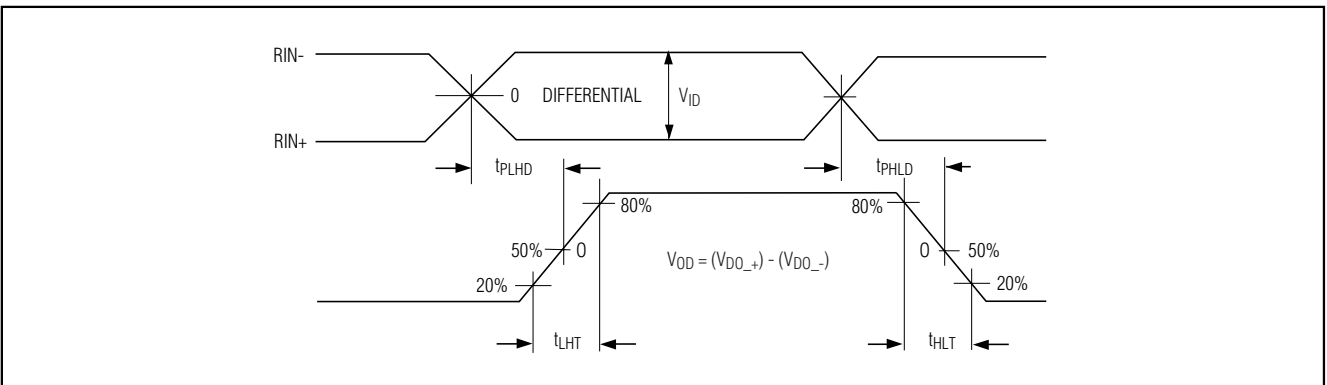 RIN-
0 DIFFERENTIAL VID
RIN+
tPLHD tPHLD
80% 80%
50% 0 VOD = (VDO_+) - (VDO_-) 0 50%
20% 20%
tLHT tHLT